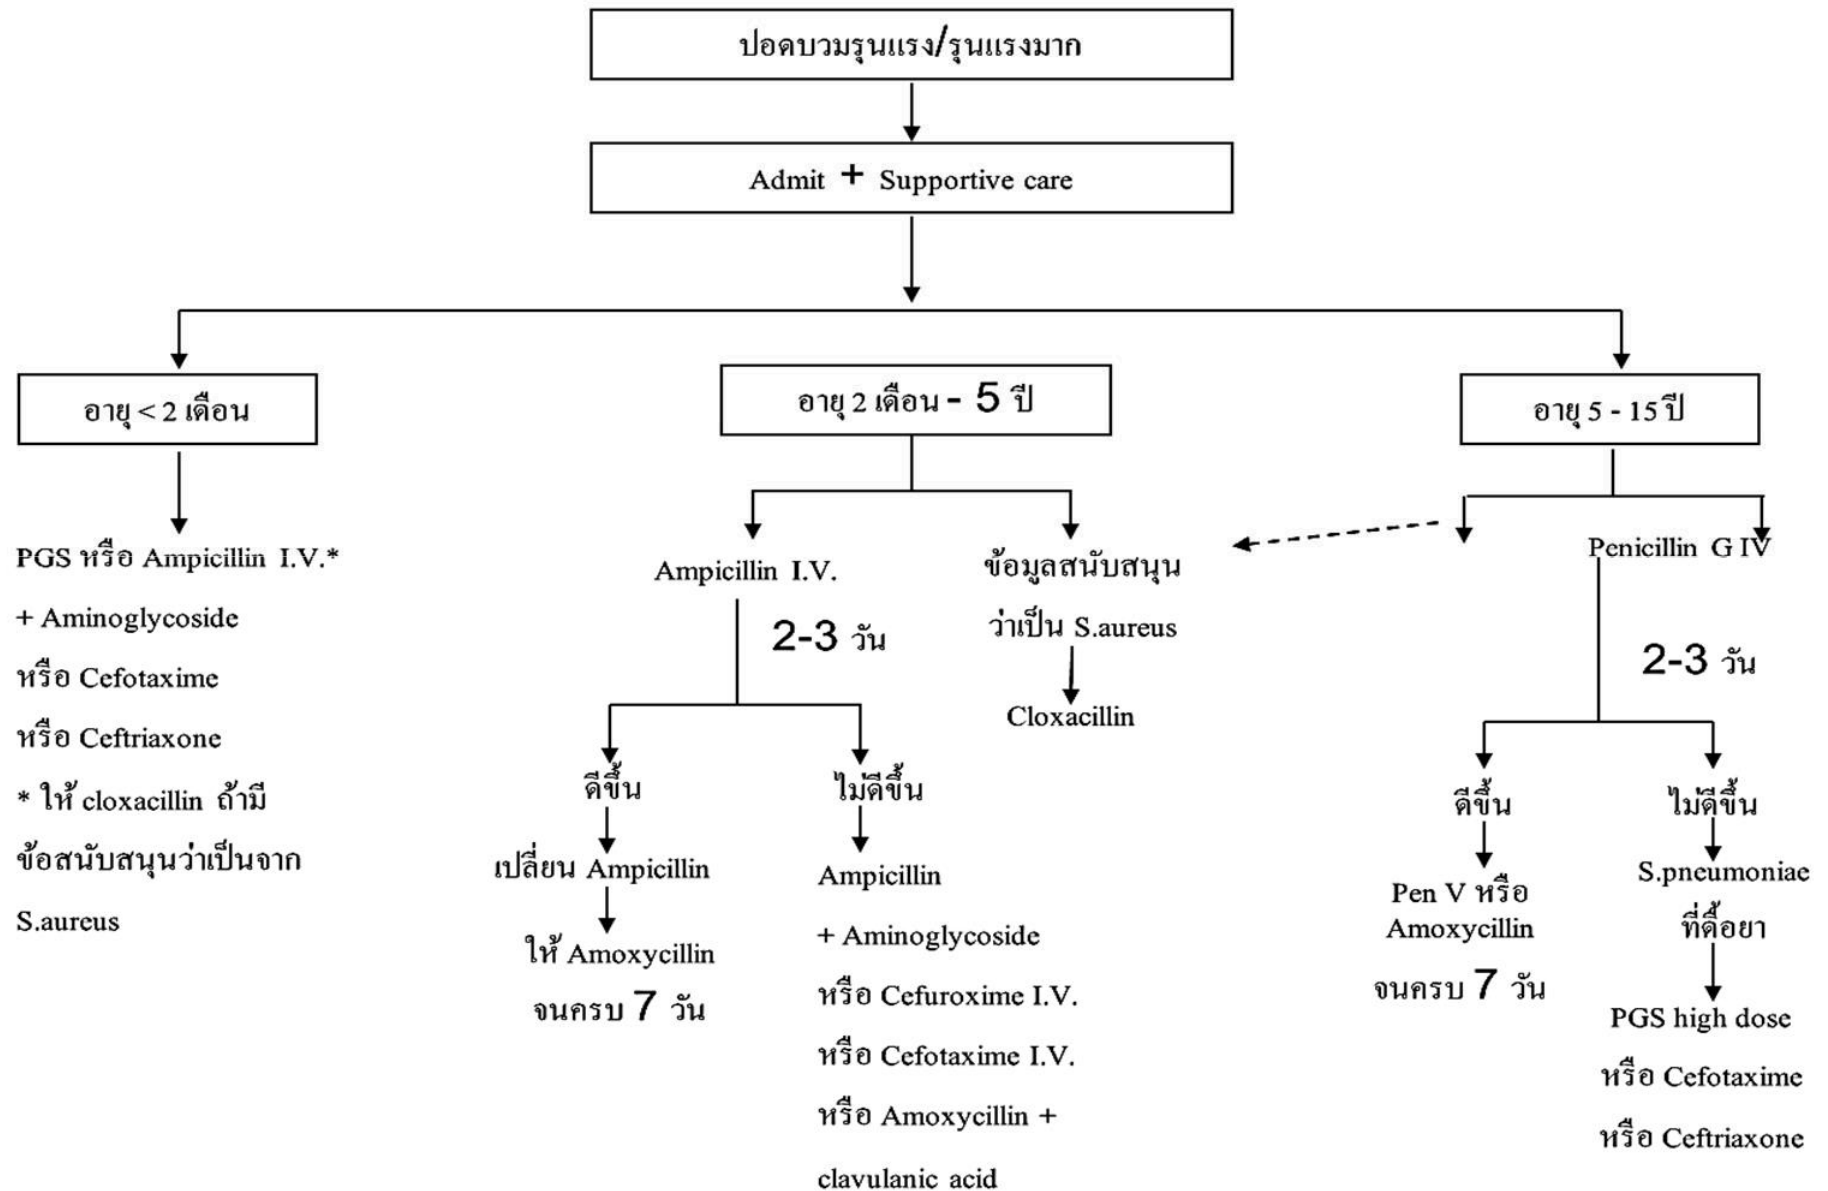 ปอดบวมรุนแรง/รุนแรงมาก
Admit + Supportive care
อายุ < 2 เดือน
PGS หรือ Ampicillin I.V.*
+ Aminoglycoside
หรือ Cefotaxime
หรือ Ceftriaxone
* ให้ cloxacillin ถ้ามี
ข้อสนับสนุนว่าเป็นจาก
S.aureus
อายุ 2 เดือน - 5 ปี
Ampicillin I.V.
2-3 วัน
ดีขึ้น
เปลี่ยน Ampicillin
ให้ Amoxycillin
จนครบ 7 วัน
ไม่ดีขึ้น
Ampicillin
+ Aminoglycoside
หรือ Cefuroxime I.V.
หรือ Cefotaxime I.V.
หรือ Amoxycillin +
clavulanic acid
ข้อมูลสนับสนุน
ว่าเป็น S.aureus
Cloxacillin
อายุ 5 - 15 ปี
Penicillin G IV
2-3 วัน
ดีขึ้น
Pen V หรือ
Amoxycillin
จนครบ 7 วัน
ไม่ดีขึ้น
S.pneumoniae
ที่ดื้อยา
PGS high dose
หรือ Cefotaxime
หรือ Ceftriaxone